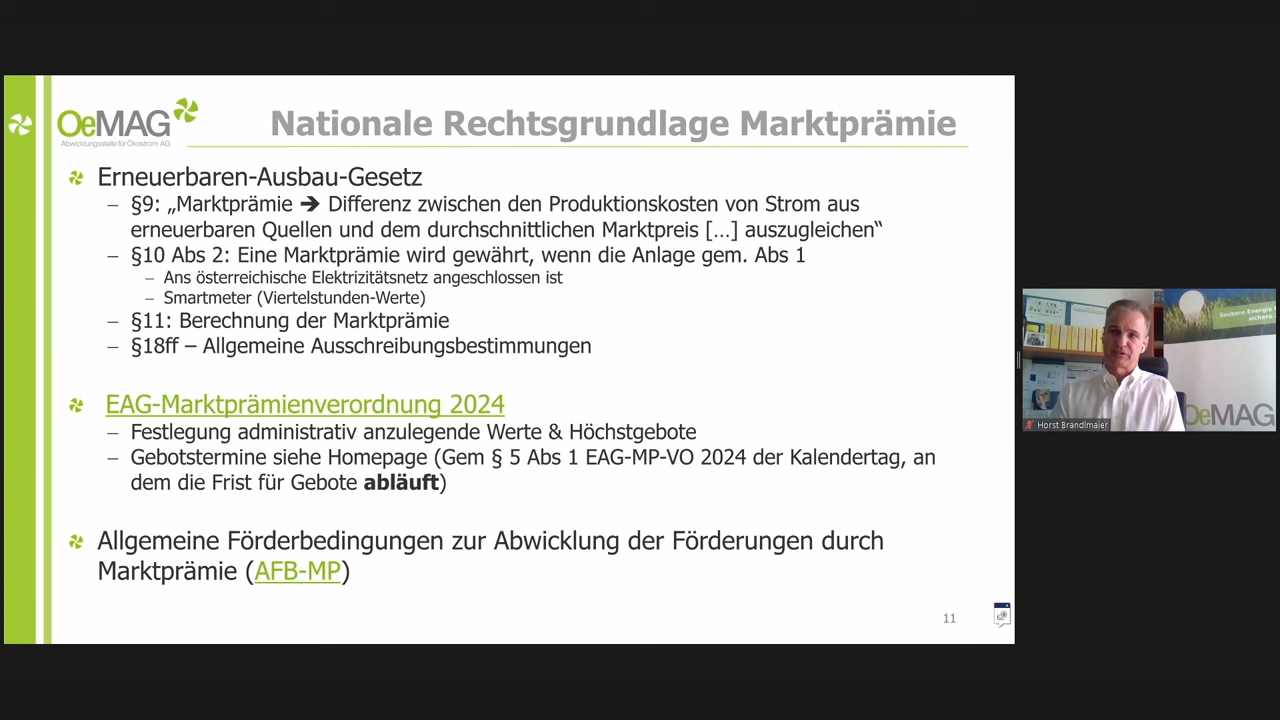 OeMAG
Abwicklungsstelle für Ökostrom AG
Nationale Rechtsgrundlage Marktprämie
Erneuerbaren-Ausbau-Gesetz
– §9: „Marktprämie ➔ Differenz zwischen den Produktionskosten von Strom aus
erneuerbaren Quellen und dem durchschnittlichen Marktpreis […] auszugleichen“
– §10 Abs 2: Eine Marktprämie wird gewährt, wenn die Anlage gem. Abs 1
– Ans österreichische Elektrizitätsnetz angeschlossen ist
– Smartmeter (Viertelstunden-Werte)
– §11: Berechnung der Marktprämie
– §18ff – Allgemeine Ausschreibungsbestimmungen
EAG-Marktprämienverordnung 2024
– Festlegung administrativ anzulegende Werte & Höchstgebote
– Gebotstermine siehe Homepage (Gem § 5 Abs 1 EAG-MP-VO 2024 der Kalendertag, an
dem die Frist für Gebote abläuft)
Allgemeine Förderbedingungen zur Abwicklung der Förderungen durch
Marktprämie (AFB-MP)
11
Saubere Energie
sichere
OeMAG
Horst Brandlmaier